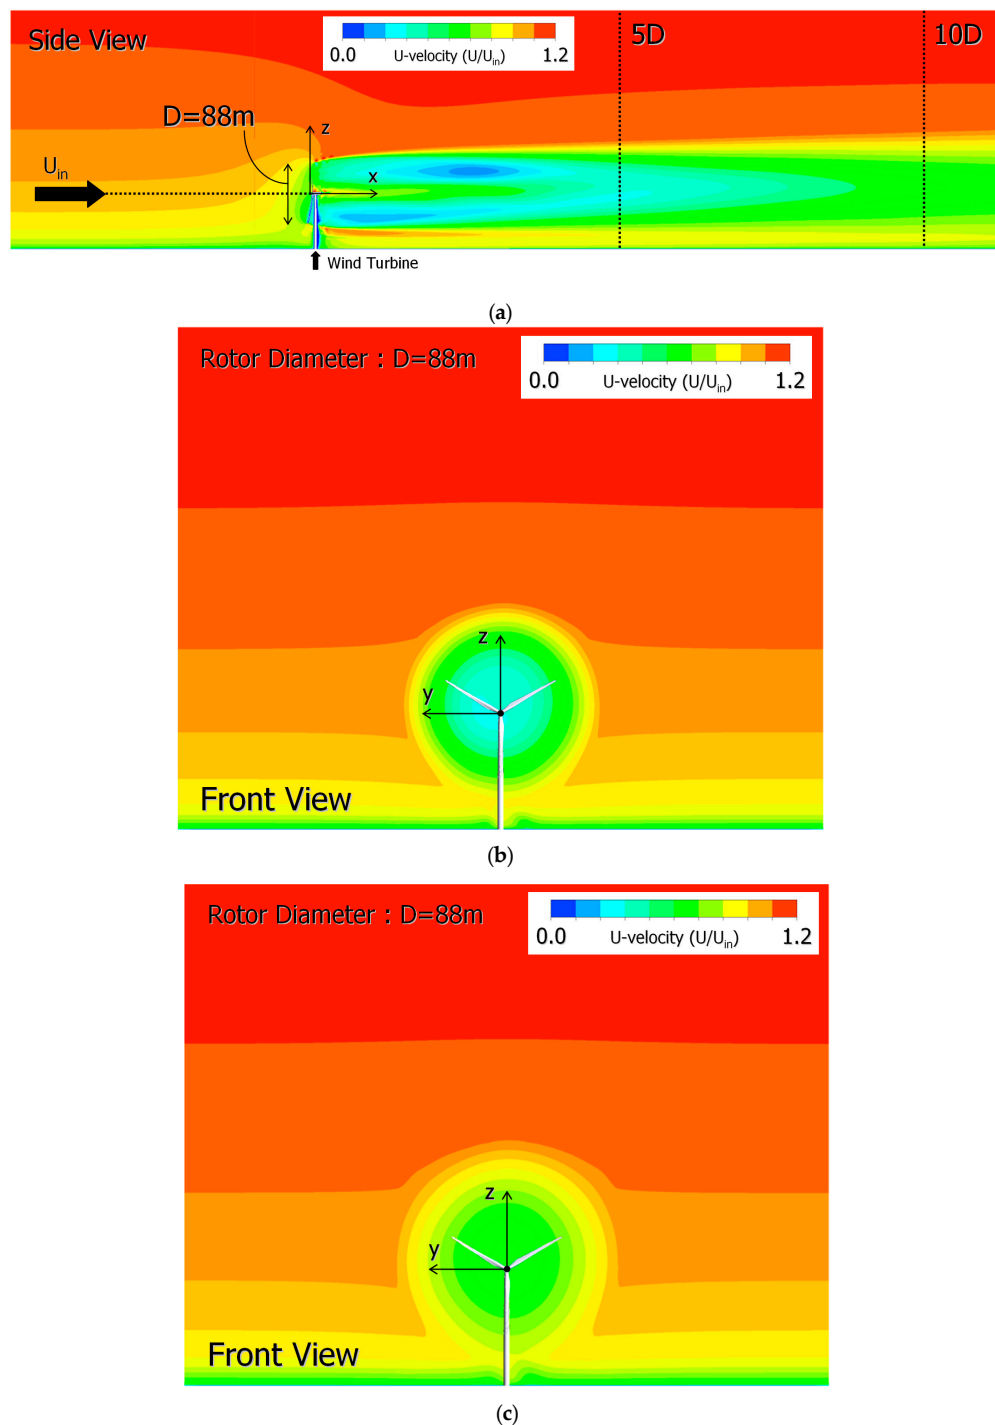 Side View
0.0 U-velocity (U/Uin) 1.2
5D
10D
D=88m
z
Uin
x
Wind Turbine
(a)
Rotor Diameter : D=88m
0.0 U-velocity (U/Uin) 1.2
z
y
Front View
(b)
Rotor Diameter : D=88m
0.0 U-velocity (U/Uin) 1.2
z
y
Front View
(c)